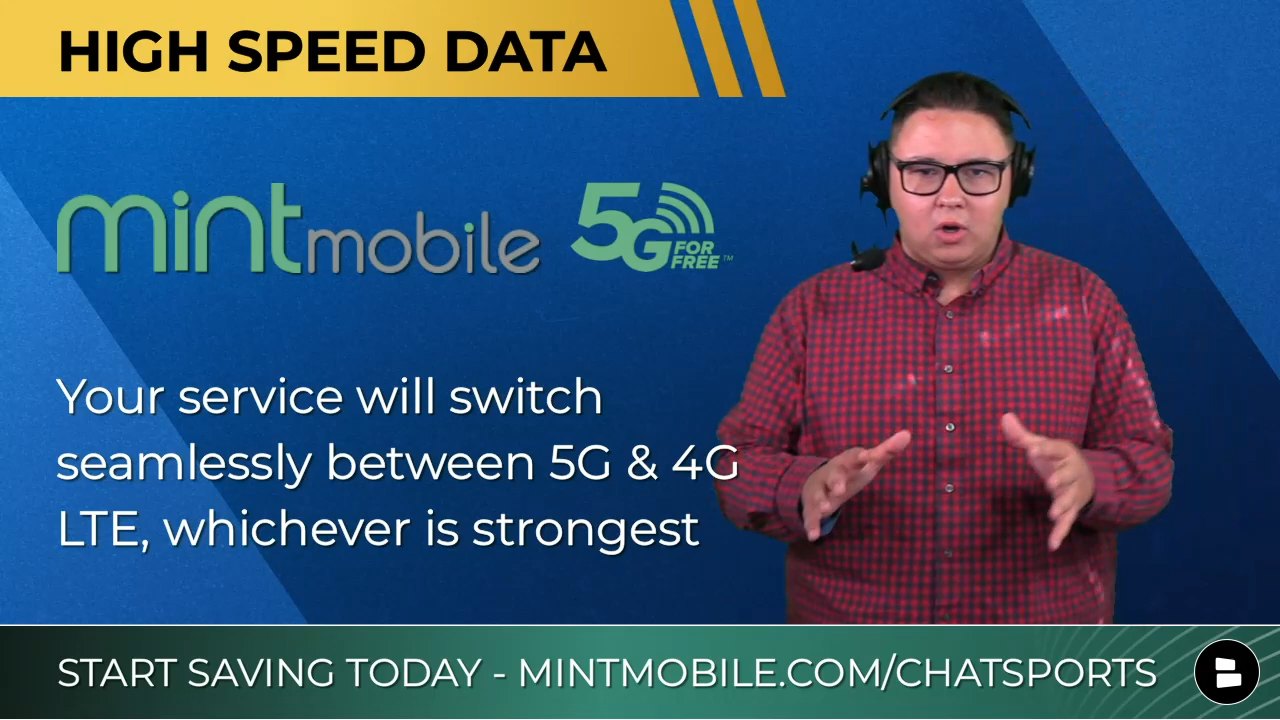 HIGH SPEED DATA
mintmobile 5G FOR FREE™
Your service will switch
seamlessly between 5G & 4G
LTE, whichever is strongest
START SAVING TODAY - MINTMOBILE.COM/CHATSPORTS